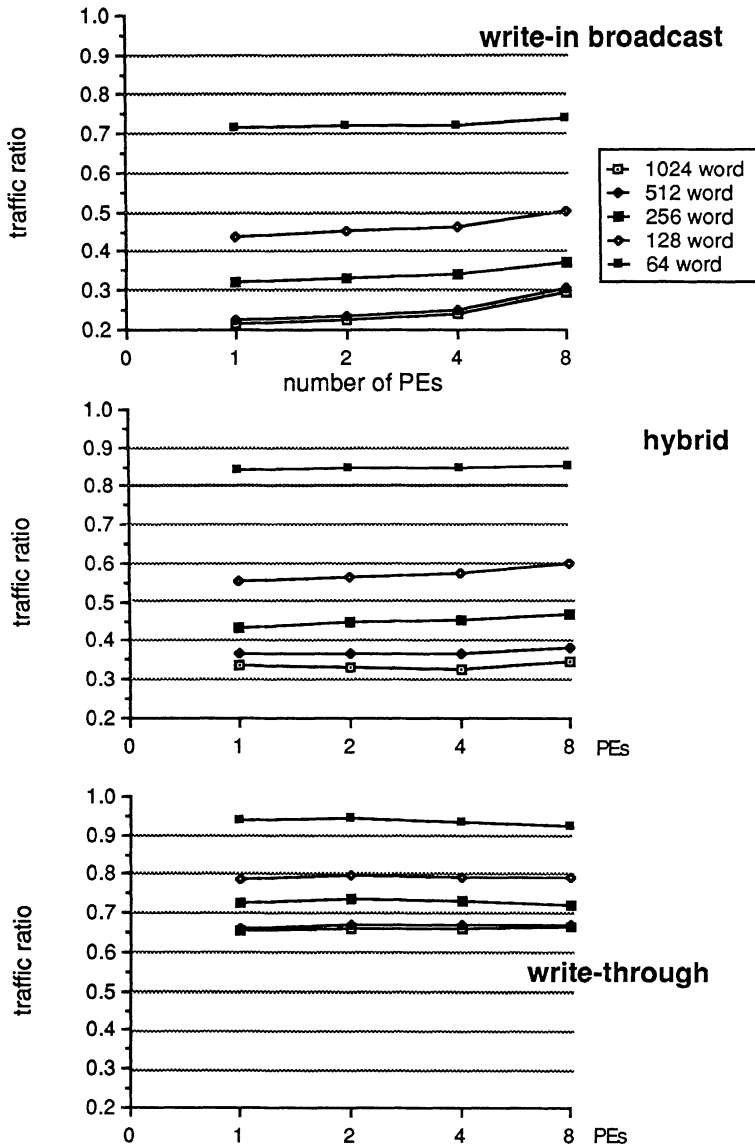 write-in broadcast
traffic ratio
1.0
0.9
0.8
0.7
0.6
0.5
0.4
0.3
0.2
0 1 2 4 8
number of PEs
1024 word
512 word
256 word
128 word
64 word
hybrid
traffic ratio
1.0
0.9
0.8
0.7
0.6
0.5
0.4
0.3
0.2
0 1 2 4 8 PEs
write-through
traffic ratio
1.0
0.9
0.8
0.7
0.6
0.5
0.4
0.3
0.2
0 1 2 4 8 PEs